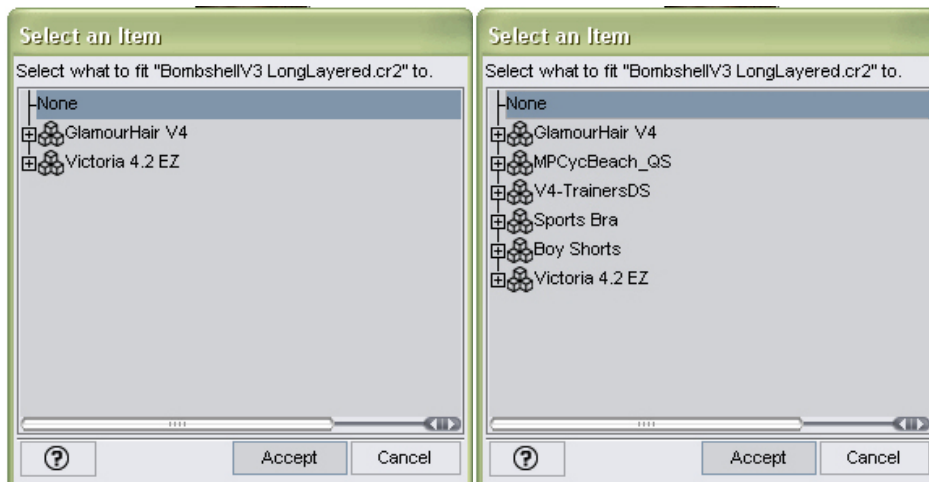 Select an Item
Select what to fit "BombshellV3 LongLayered.cr2" to.
None
GlamourHair V4
Victoria 4.2 EZ
?
Accept
Cancel
Select an Item
Select what to fit "BombshellV3 LongLayered.cr2" to.
None
GlamourHair V4
MPCycBeach_QS
V4-TrainersDS
Sports Bra
Boy Shorts
Victoria 4.2 EZ
?
Accept
Cancel